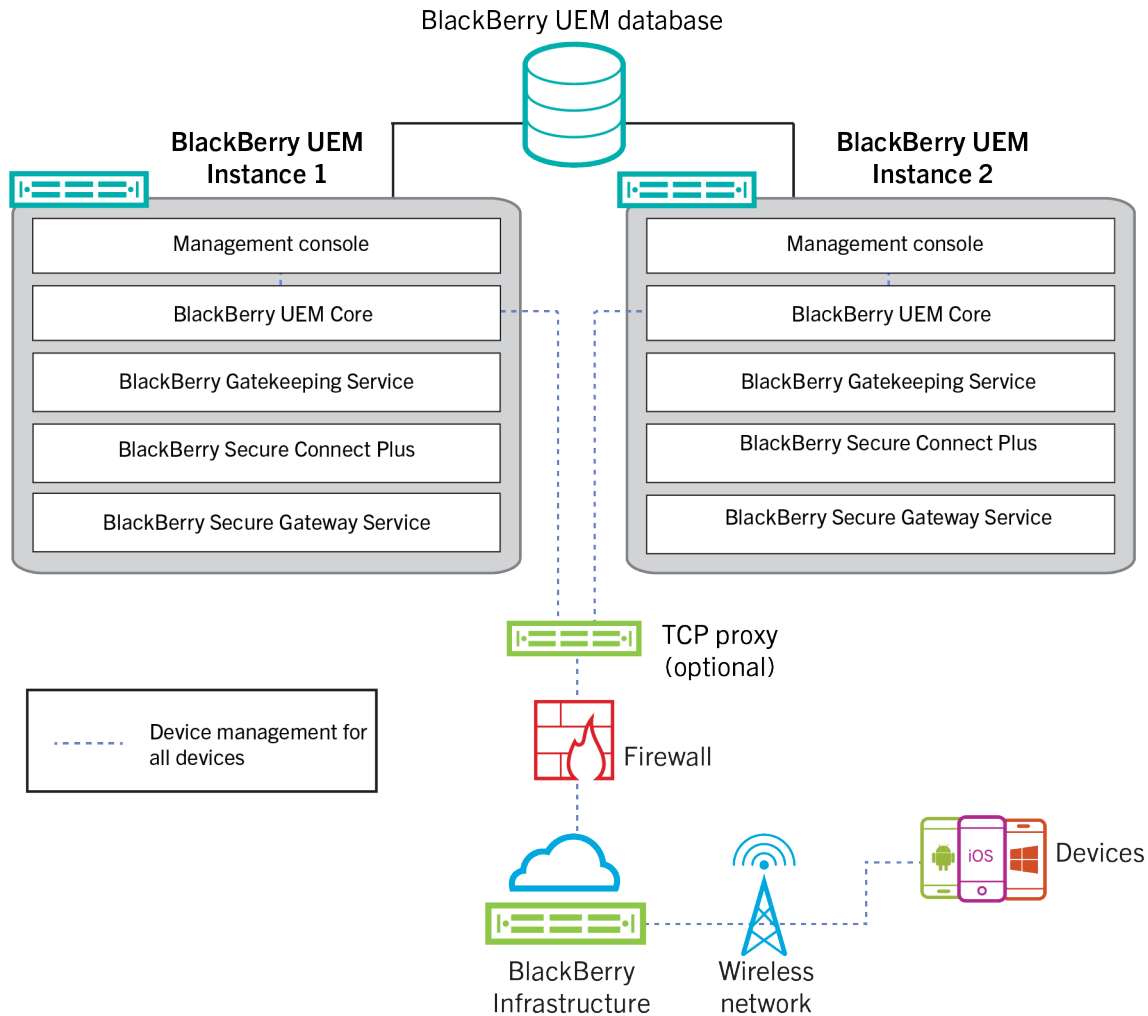 BlackBerry UEM database
BlackBerry UEM
Instance 1
BlackBerry UEM
Instance 2
Management console
BlackBerry UEM Core
BlackBerry Gatekeeping Service
BlackBerry Secure Connect Plus
BlackBerry Secure Gateway Service
Management console
BlackBerry UEM Core
BlackBerry Gatekeeping Service
BlackBerry Secure Connect Plus
BlackBerry Secure Gateway Service
TCP proxy
(optional)
Device management for
all devices
Firewall
iOS
Devices
BlackBerry
Infrastructure
Wireless
network